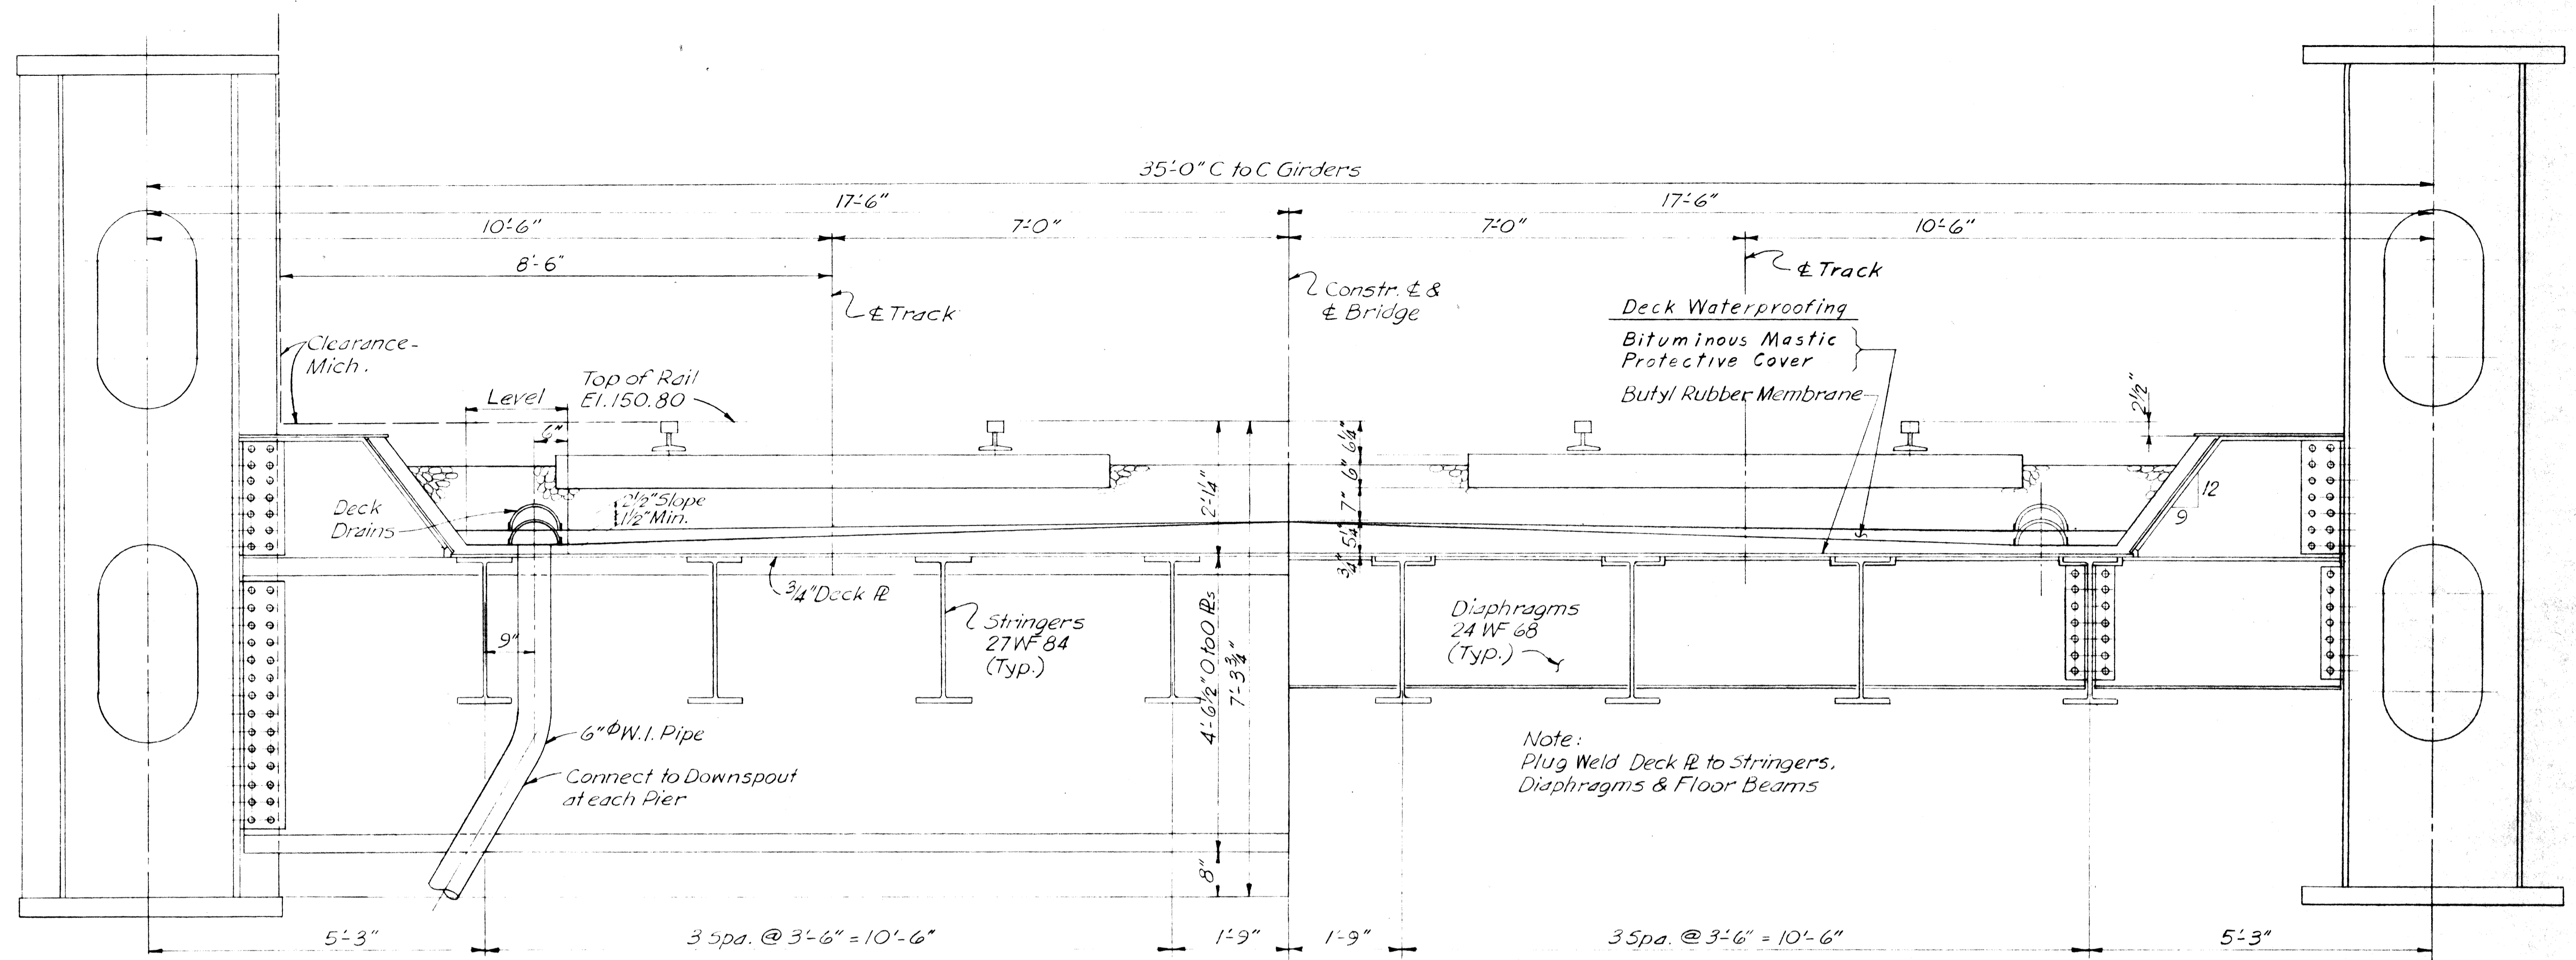 35'-0" C to C Girders
17'-6"
17'-6"
10'-6"
7'-0"
7'-0"
10'-6"
8'-6"
℄ Track
℄ Track
Constr. ℄ &
℄ Bridge
Deck Waterproofing
Bituminous Mastic
Protective Cover
Butyl Rubber Membrane
Clearance-
Mich.
Level
Top of Rail
El. 150.80
6"
2½"
6¼"
6"
7"
5¼"
¾"
2'-1¼"
12
9
Deck
Drains
2½" Slope
1½" Min.
¾" Deck ℄
Stringers
27 WF 84
(Typ.)
Diaphragms
24 WF 68
(Typ.)
9"
4'-6½" O to O ℄s
7'-3¾"
6"ϕ W.I. Pipe
Connect to Downspout
at each Pier
Note:
Plug Weld Deck ℄ to Stringers,
Diaphragms & Floor Beams
8"
5'-3"
3 Spa. @ 3'-6" = 10'-6"
1'-9"
1'-9"
3 Spa. @ 3'-6" = 10'-6"
5'-3"